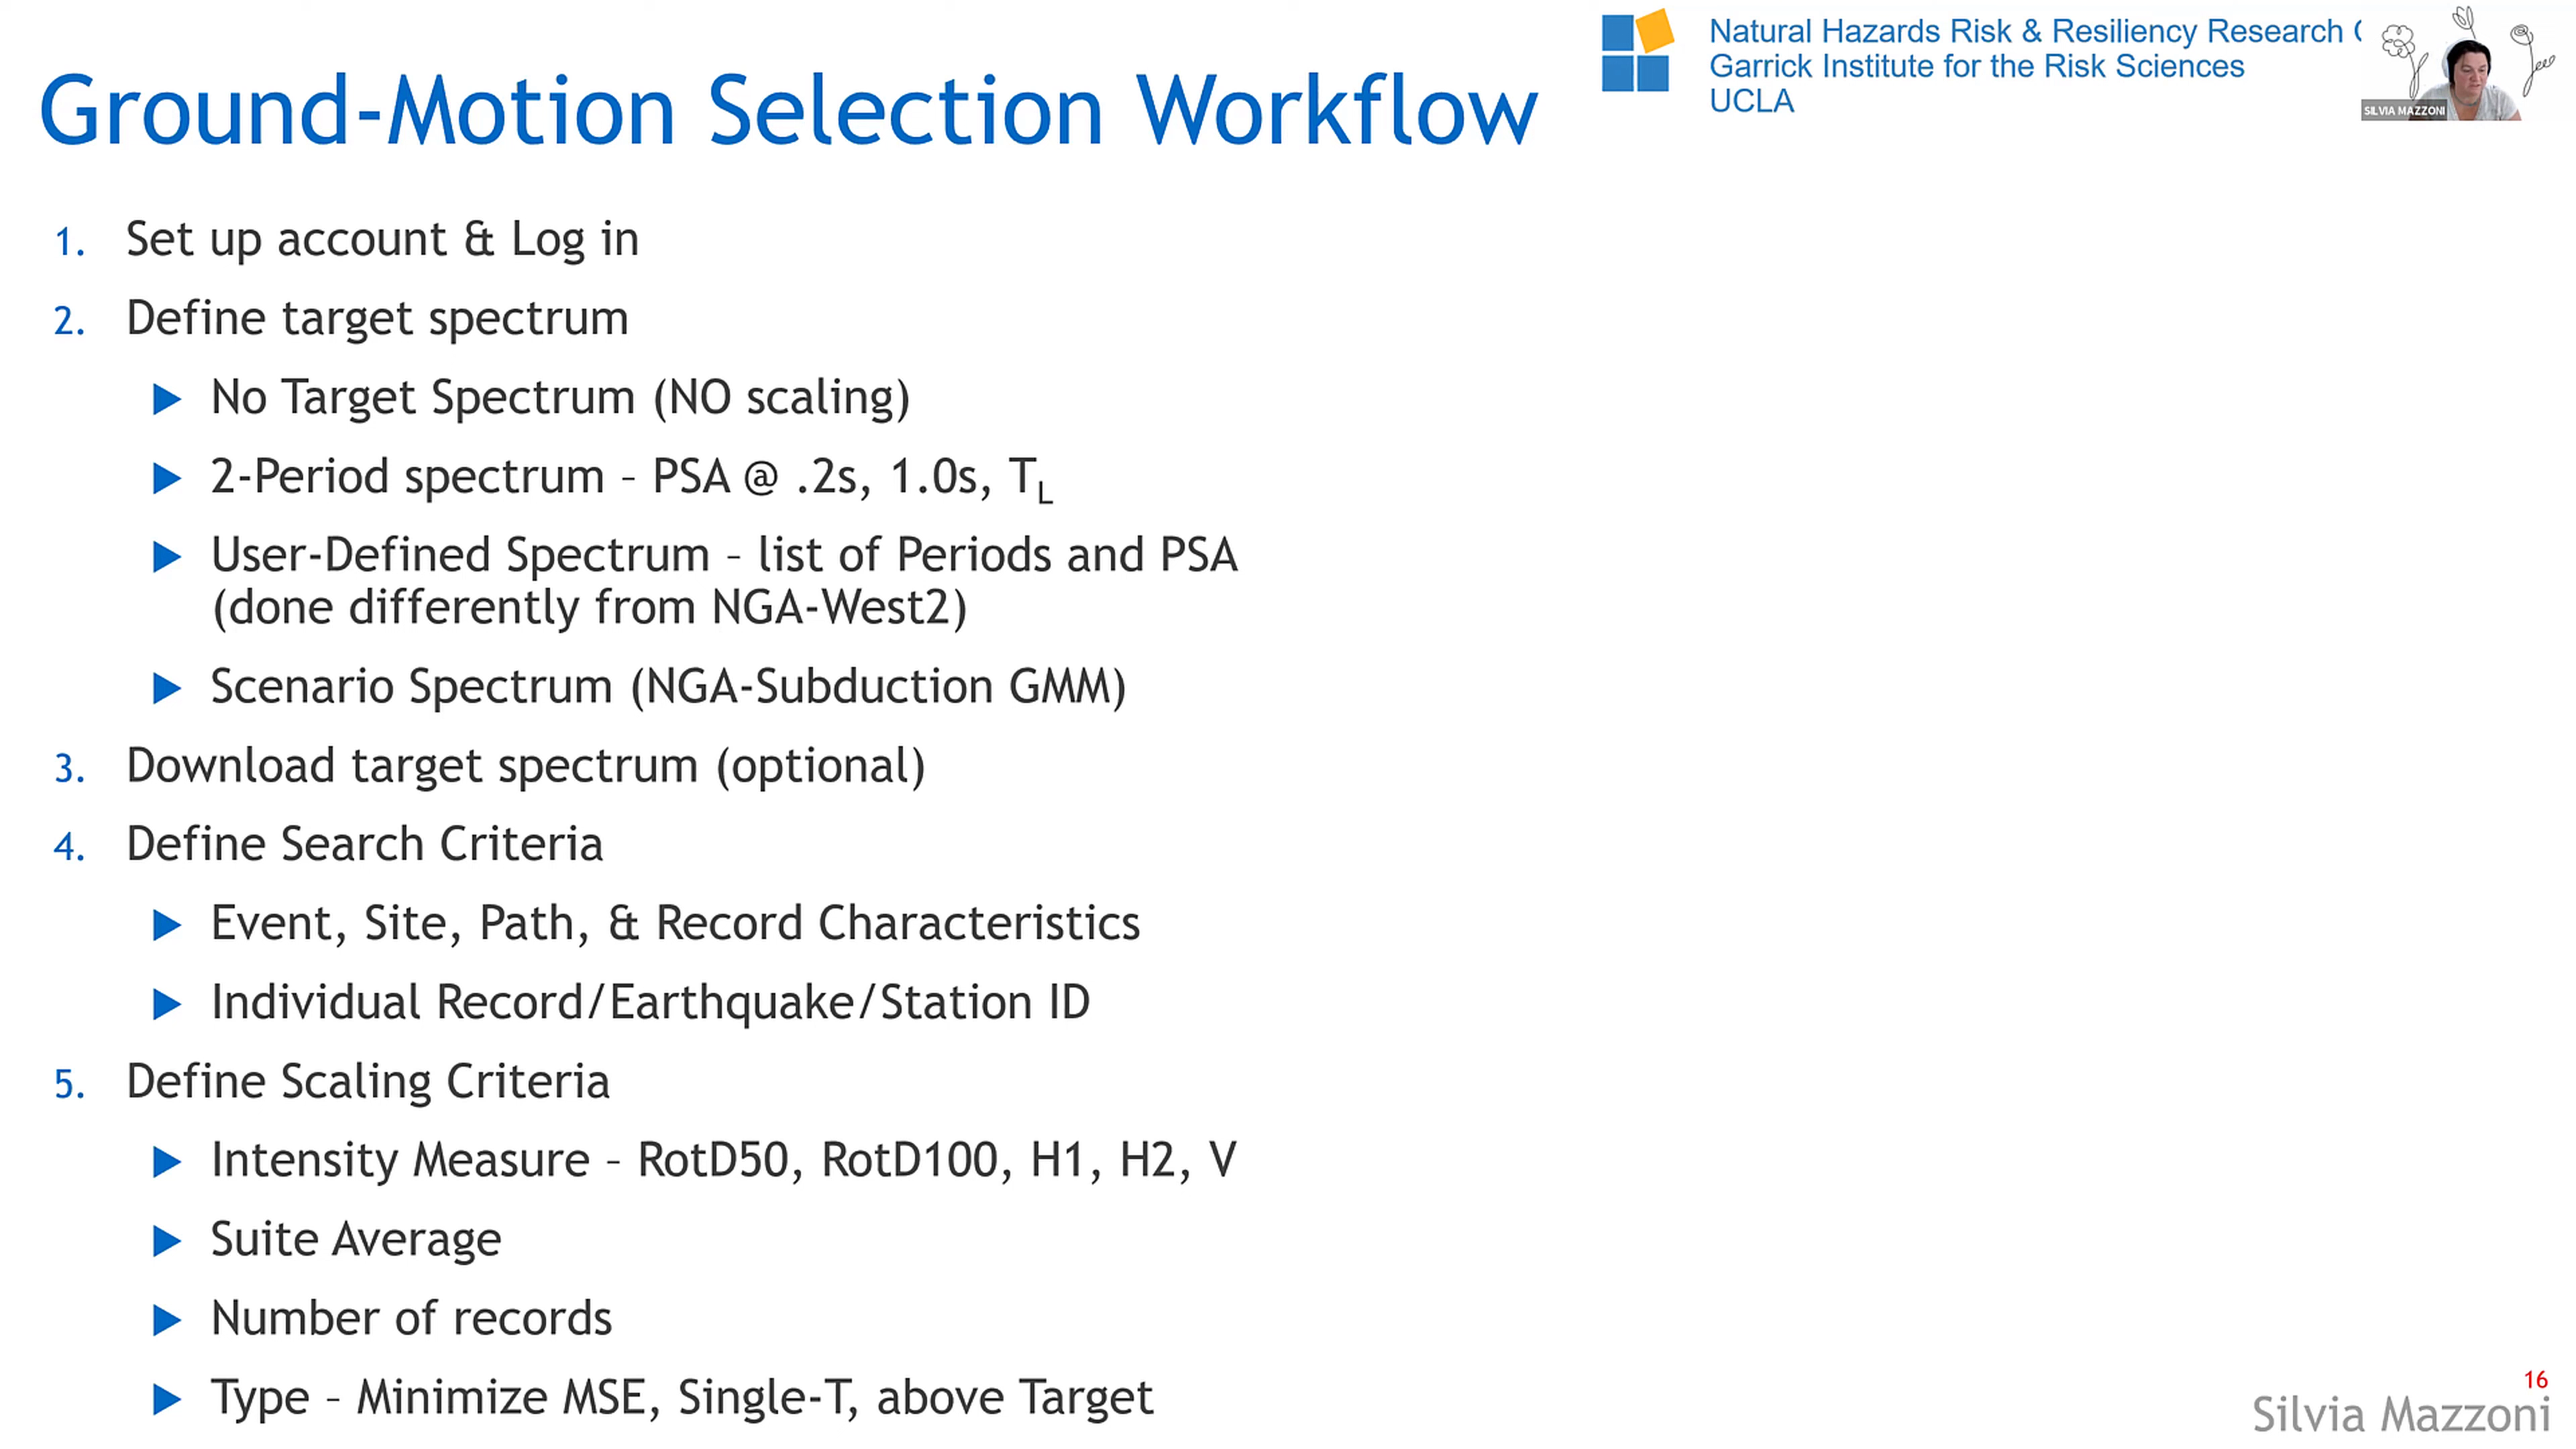 Ground-Motion Selection Workflow
Natural Hazards Risk & Resiliency Research
Garrick Institute for the Risk Sciences
UCLA
SILVIA MAZZONI
1. Set up account & Log in
2. Define target spectrum
▶ No Target Spectrum (NO scaling)
▶ 2-Period spectrum – PSA @ .2s, 1.0s, TL
▶ User-Defined Spectrum – list of Periods and PSA
(done differently from NGA-West2)
▶ Scenario Spectrum (NGA-Subduction GMM)
3. Download target spectrum (optional)
4. Define Search Criteria
▶ Event, Site, Path, & Record Characteristics
▶ Individual Record/Earthquake/Station ID
5. Define Scaling Criteria
▶ Intensity Measure – RotD50, RotD100, H1, H2, V
▶ Suite Average
▶ Number of records
▶ Type – Minimize MSE, Single-T, above Target
16
Silvia Mazzoni